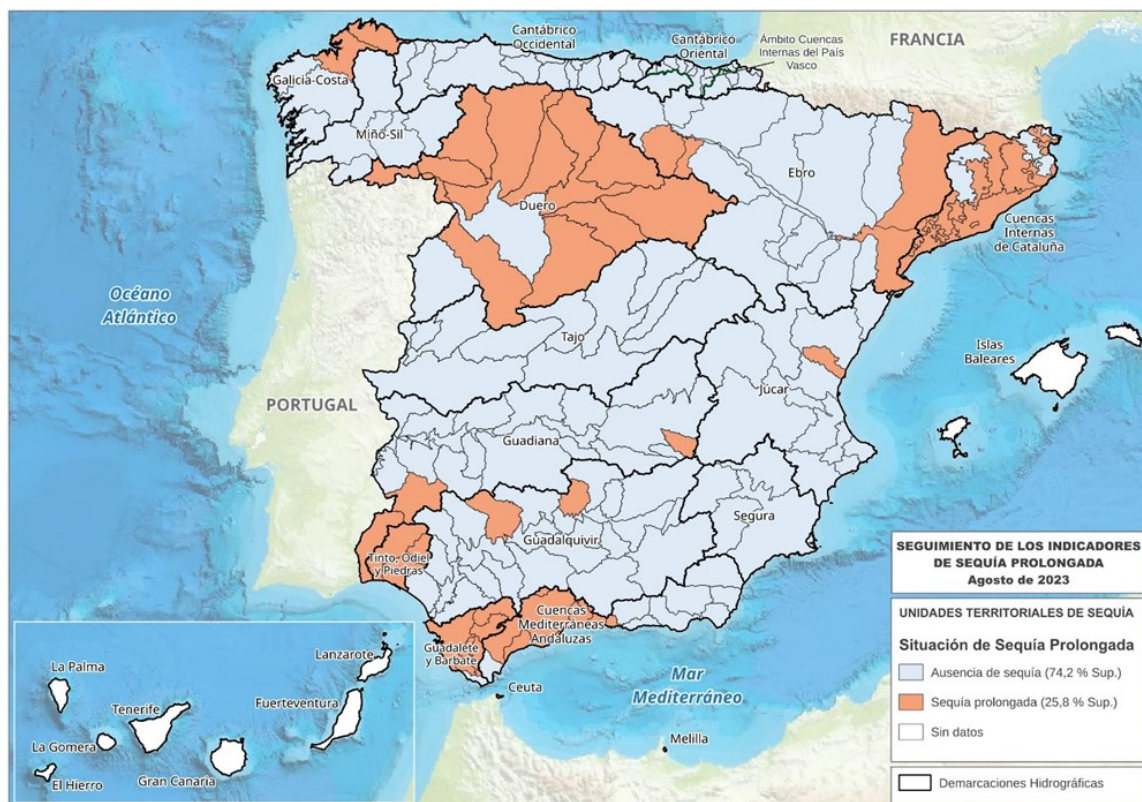 Cantábrico
Occidental
Cantábrico
Oriental
Ámbito Cuencas
Internas del País
Vasco
FRANCIA
Galicia-Costa
Miño-Sil
Ebro
Duero
Cuencas
Internas
de Cataluña
Océano
Atlántico
Tajo
Islas
Baleares
Júcar
PORTUGAL
Guadiana
Segura
Guadalquivir
Tinto, Odiel
y Piedras
Cuencas
Mediterráneas
Andaluzas
Guadalete
y Barbate
Ceuta
Mar
Mediterráneo
Melilla
La Palma
Lanzarote
Fuerteventura
Tenerife
La Gomera
El Hierro
Gran Canaria
SEGUIMIENTO DE LOS INDICADORES
DE SEQUÍA PROLONGADA
Agosto de 2023
UNIDADES TERRITORIALES DE SEQUÍA
Situación de Sequía Prolongada
Ausencia de sequía (74,2 % Sup.)
Sequía prolongada (25,8 % Sup.)
Sin datos
Demarcaciones Hidrográficas